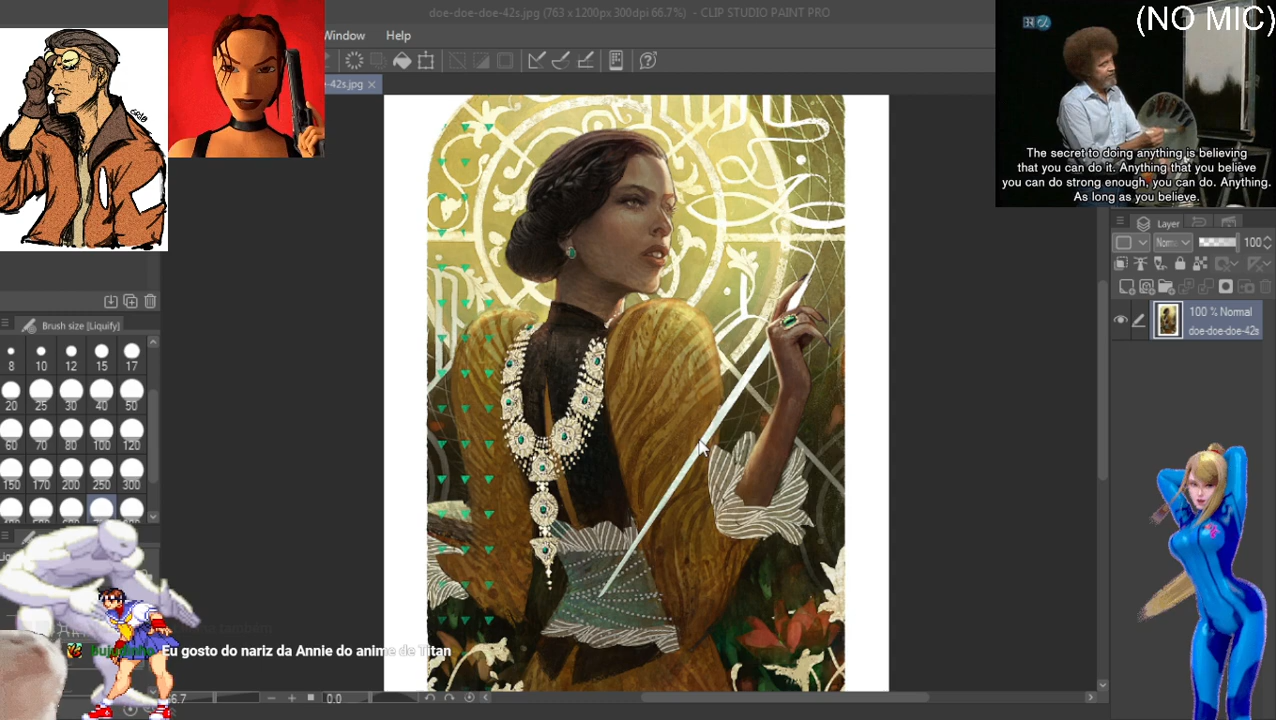 doe-doe-doe-42s.jpg (763 x 1200px 300dpi 66.7%) - CLIP STUDIO PAINT PRO
(NO MIC)
Window Help
-42s.jpg
The secret to doing anything is believing
that you can do it. Anything that you believe
you can do strong enough, you can do. Anything.
As long as you believe.
Layer
100
100 % Normal
doe-doe-doe-42s
Brush size [Liquify]
8 10 12 15 17
20 25 30 40 50
60 70 80 100 120
150 170 200 250 300
Eu gosto do nariz da Annie do anime de Titan
0.0